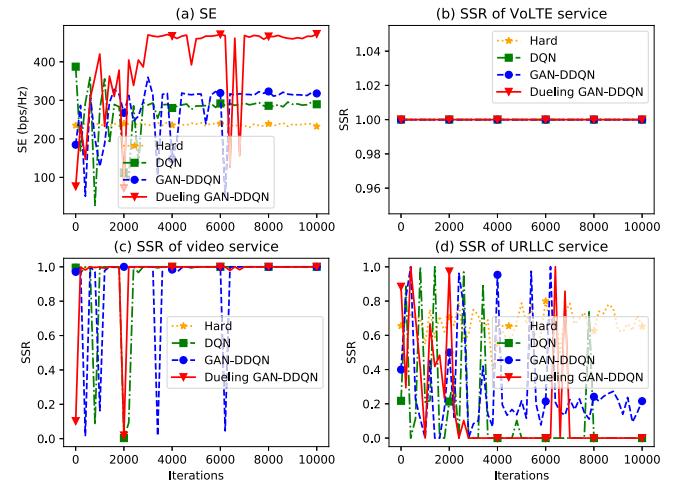 (a) SE
SE (bps/Hz)
400
300
200
100
0 2000 4000 6000 8000 10000
Hard
DQN
GAN-DDQN
Dueling GAN-DDQN
(b) SSR of VoLTE service
SSR
1.04
1.02
1.00
0.98
0.96
0 2000 4000 6000 8000 10000
Hard
DQN
GAN-DDQN
Dueling GAN-DDQN
(c) SSR of video service
SSR
1.0
0.8
0.6
0.4
0.2
0.0
0 2000 4000 6000 8000 10000
Iterations
Hard
DQN
GAN-DDQN
Dueling GAN-DDQN
(d) SSR of URLLC service
SSR
1.0
0.8
0.6
0.4
0.2
0.0
0 2000 4000 6000 8000 10000
Iterations
Hard
DQN
GAN-DDQN
Dueling GAN-DDQN